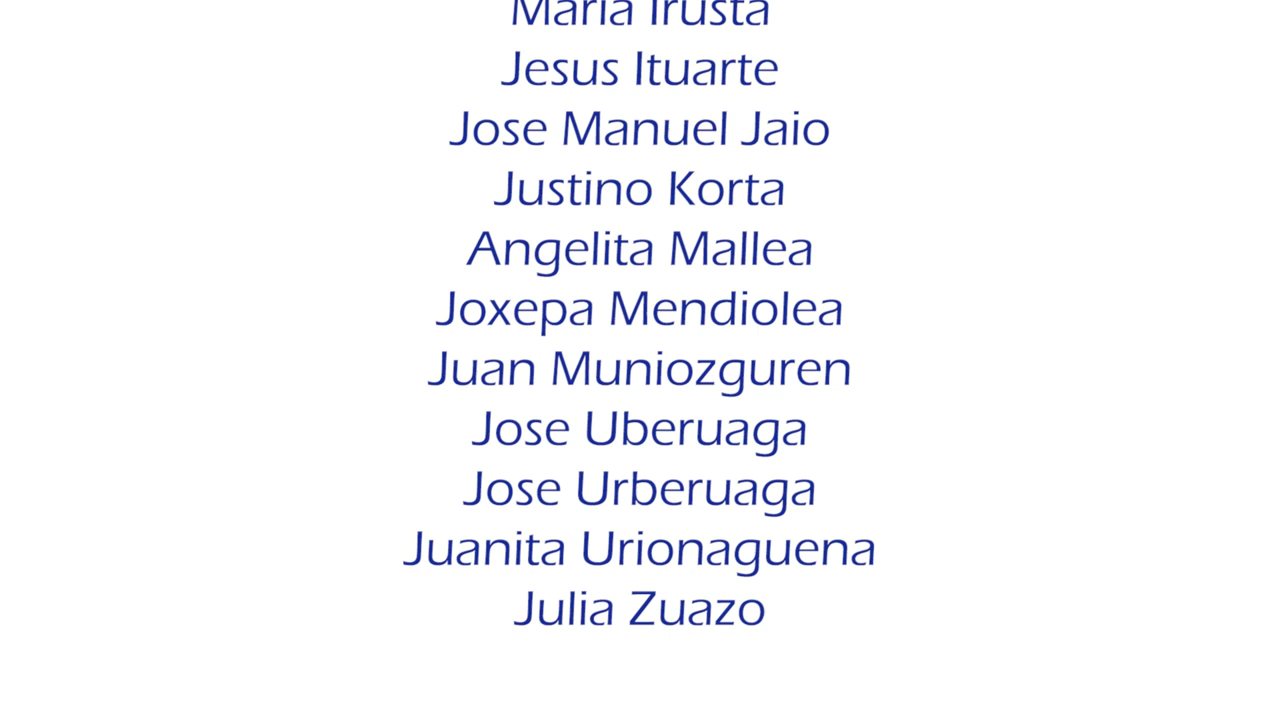 Maria Irusta
Jesus Ituarte
Jose Manuel Jaio
Justino Korta
Angelita Mallea
Joxepa Mendiolea
Juan Muniozguren
Jose Uberuaga
Jose Urberuaga
Juanita Urionaguena
Julia Zuazo